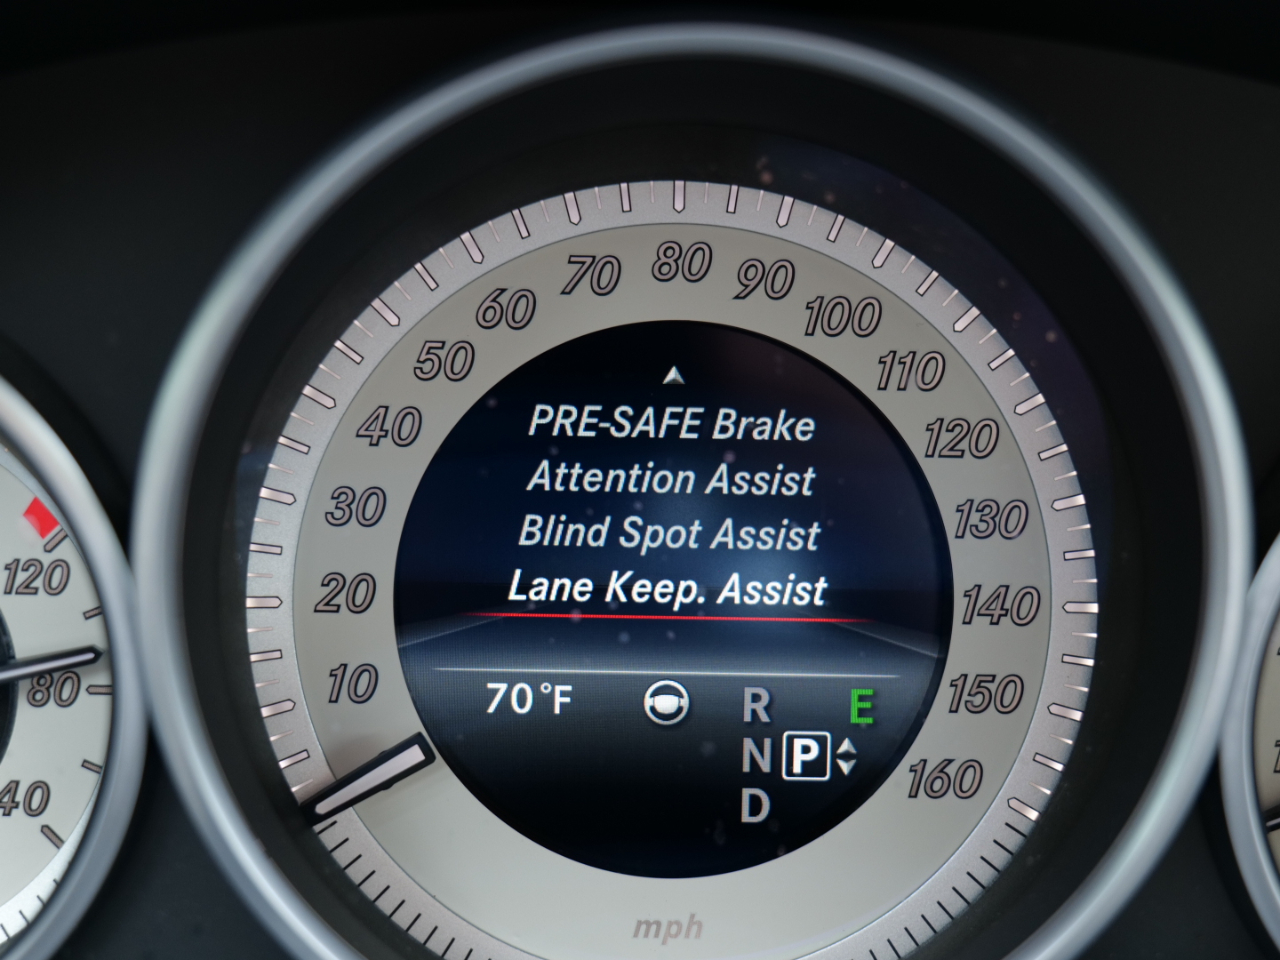 80
70
90
60
100
50
110
PRE-SAFE Brake
40
Attention Assist
120
30
Blind Spot Assist
130
20
Lane Keep. Assist
140
10
70°F
R
E
150
N
P
160
D
mph
120
80
40